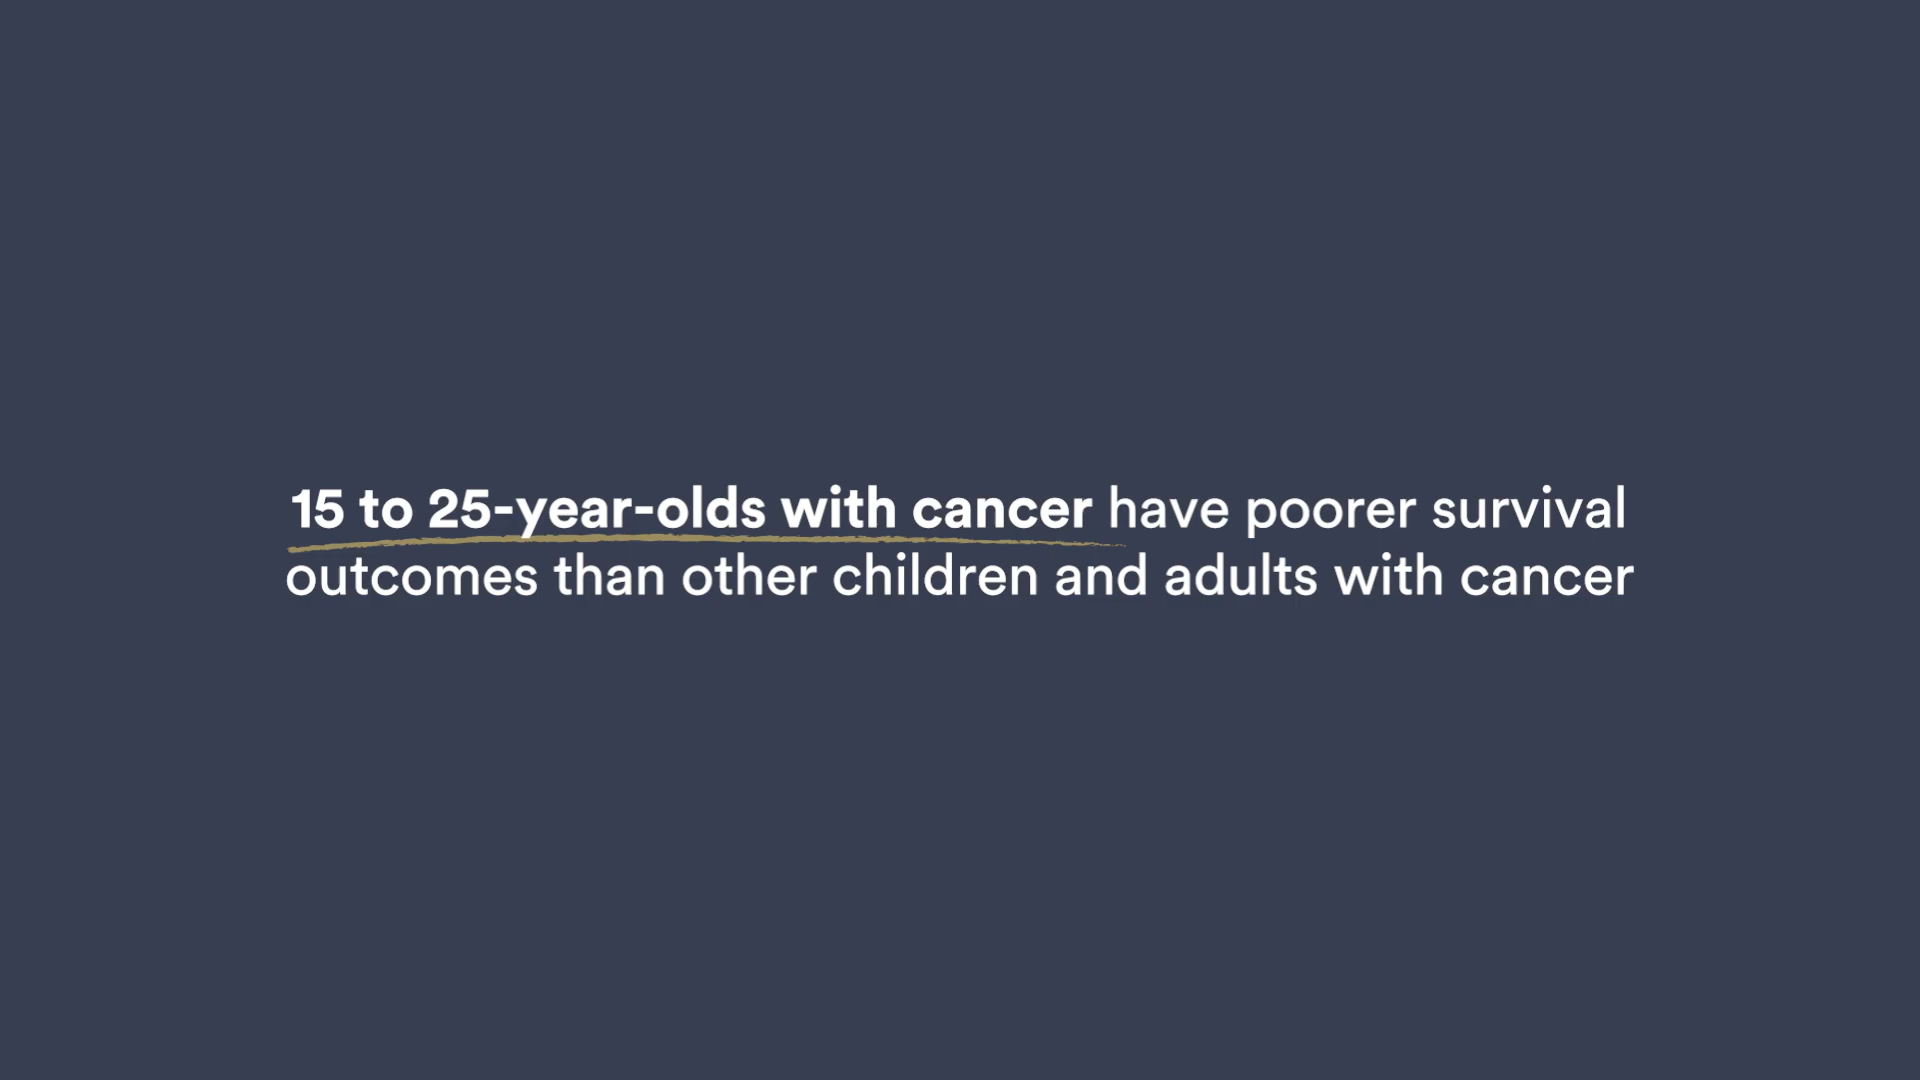 15 to 25-year-olds with cancer have poorer survival
outcomes than other children and adults with cancer